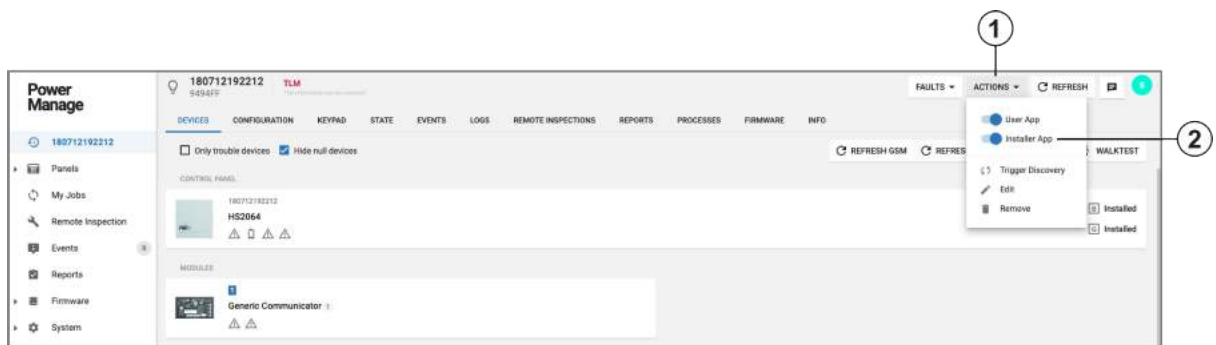 1
Power
Manage
180712192212
Panels
My Jobs
Remote Inspection
Events
Reports
Firmware
System
180712192212 TLM
9494FF
FAULTS ACTIONS REFRESH
DEVICES CONFIGURATION KEYPAD STATE EVENTS LOGS REMOTE INSPECTIONS REPORTS PROCESSES FIRMWARE INFO
User App
Installer App
2
Only trouble devices Hide null devices
REFRESH GSM REFRES WALKTEST
Trigger Discovery
Edit
Remove
CONTROL PANEL
180712192212
HS2064
Installed
Installed
MODULES
1
Generic Communicator 1